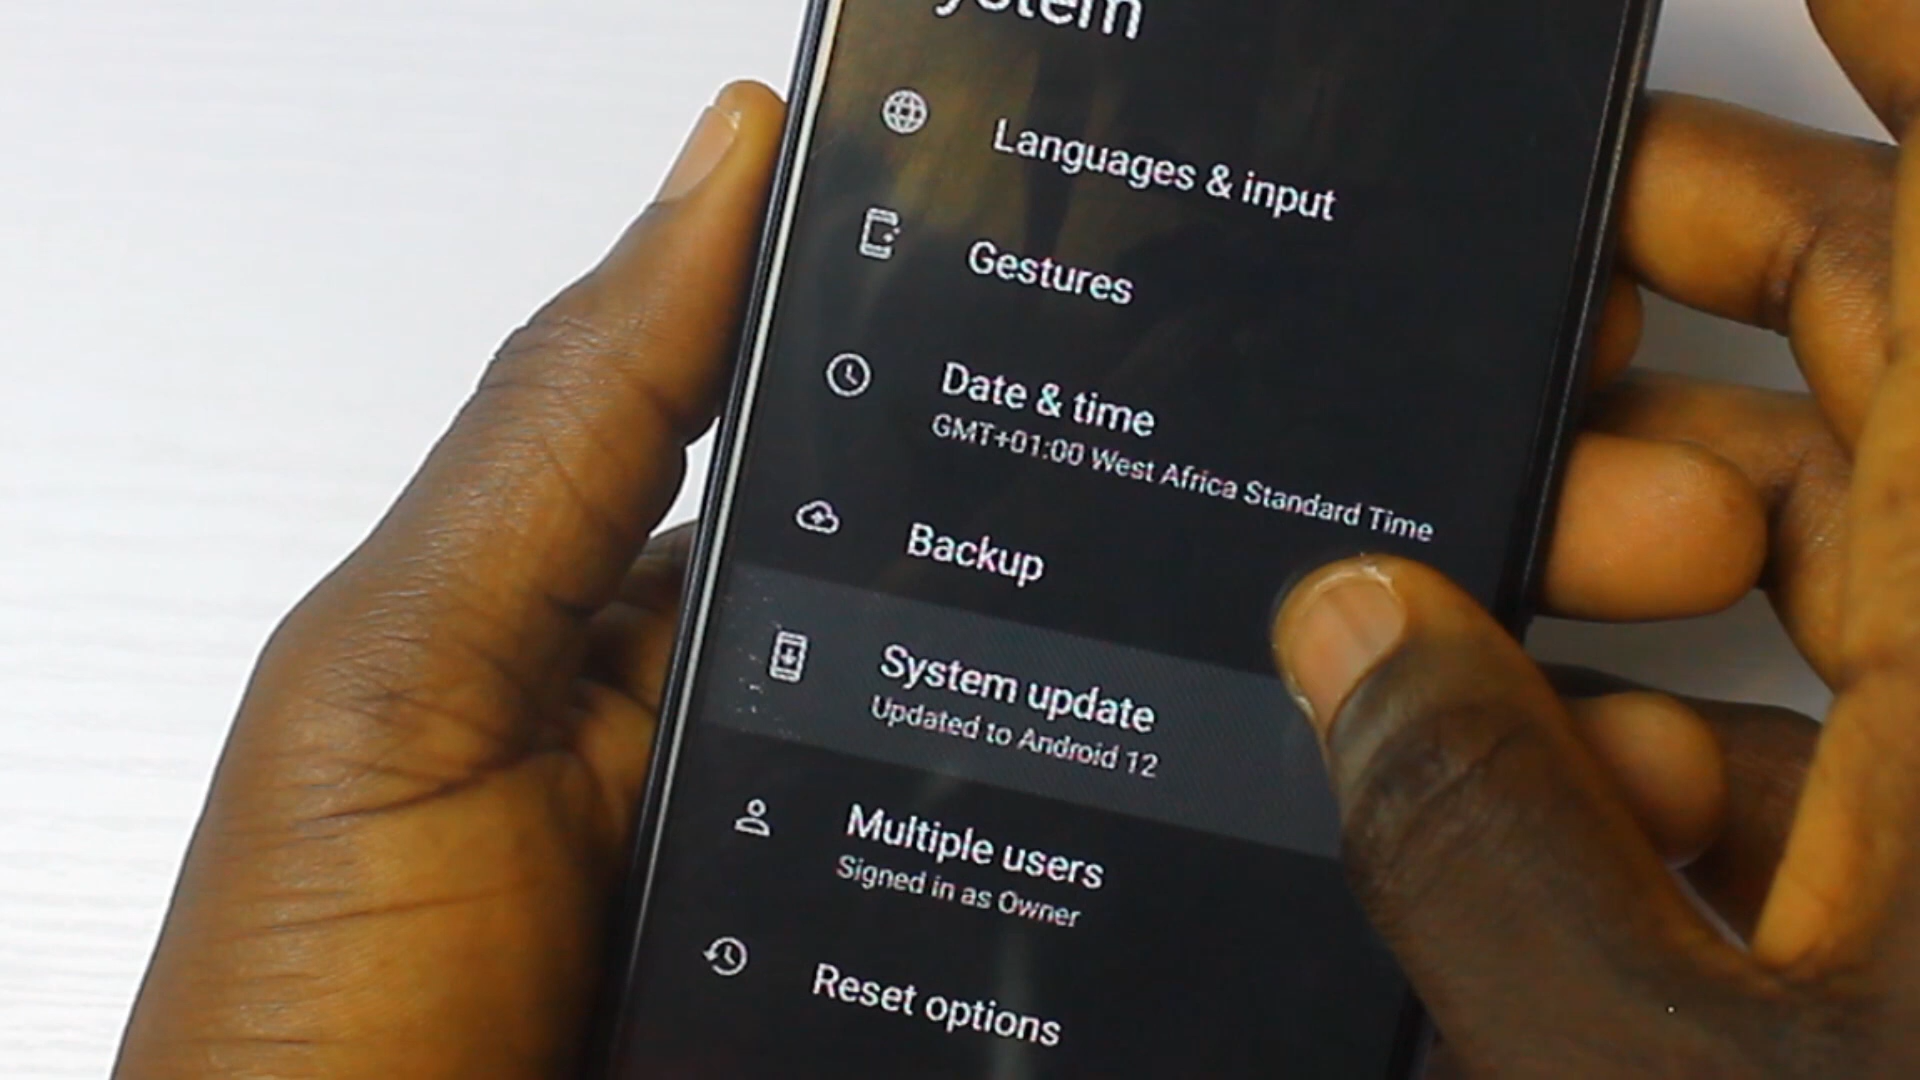 System
Languages & input
Gestures
Date & time
GMT+01:00 West Africa Standard Time
Backup
System update
Updated to Android 12
Multiple users
Signed in as Owner
Reset options